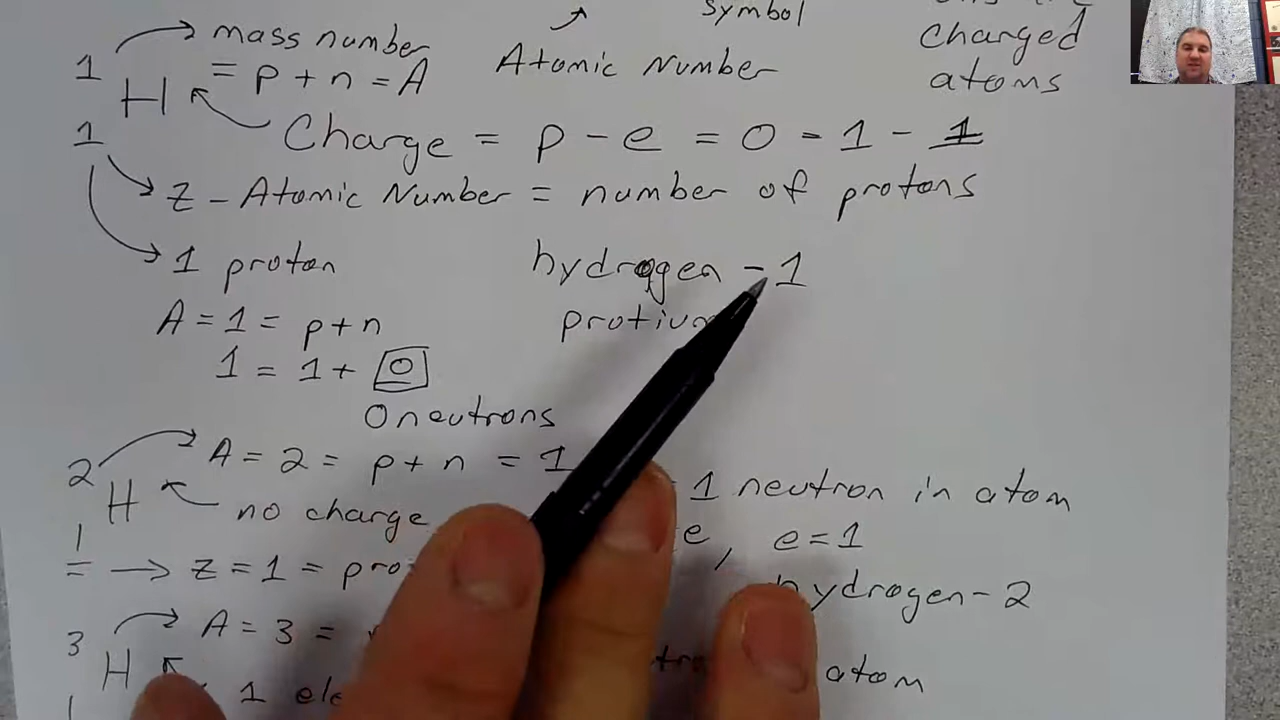 symbol
mass number
charged
1
H
= p + n = A
Atomic Number
atoms
1
Charge = p - e = 0 - 1 - 1
z - Atomic Number = number of protons
1 proton
hydrogen - 1
A = 1 = p + n
1 = 1 + 0
0 neutrons
2
H
A = 2 = p + n = 1
1 neutron in atom
no charge
e, e = 1
1
= → z = 1 =
hydrogen - 2
3
H
A = 3 =
atom
1